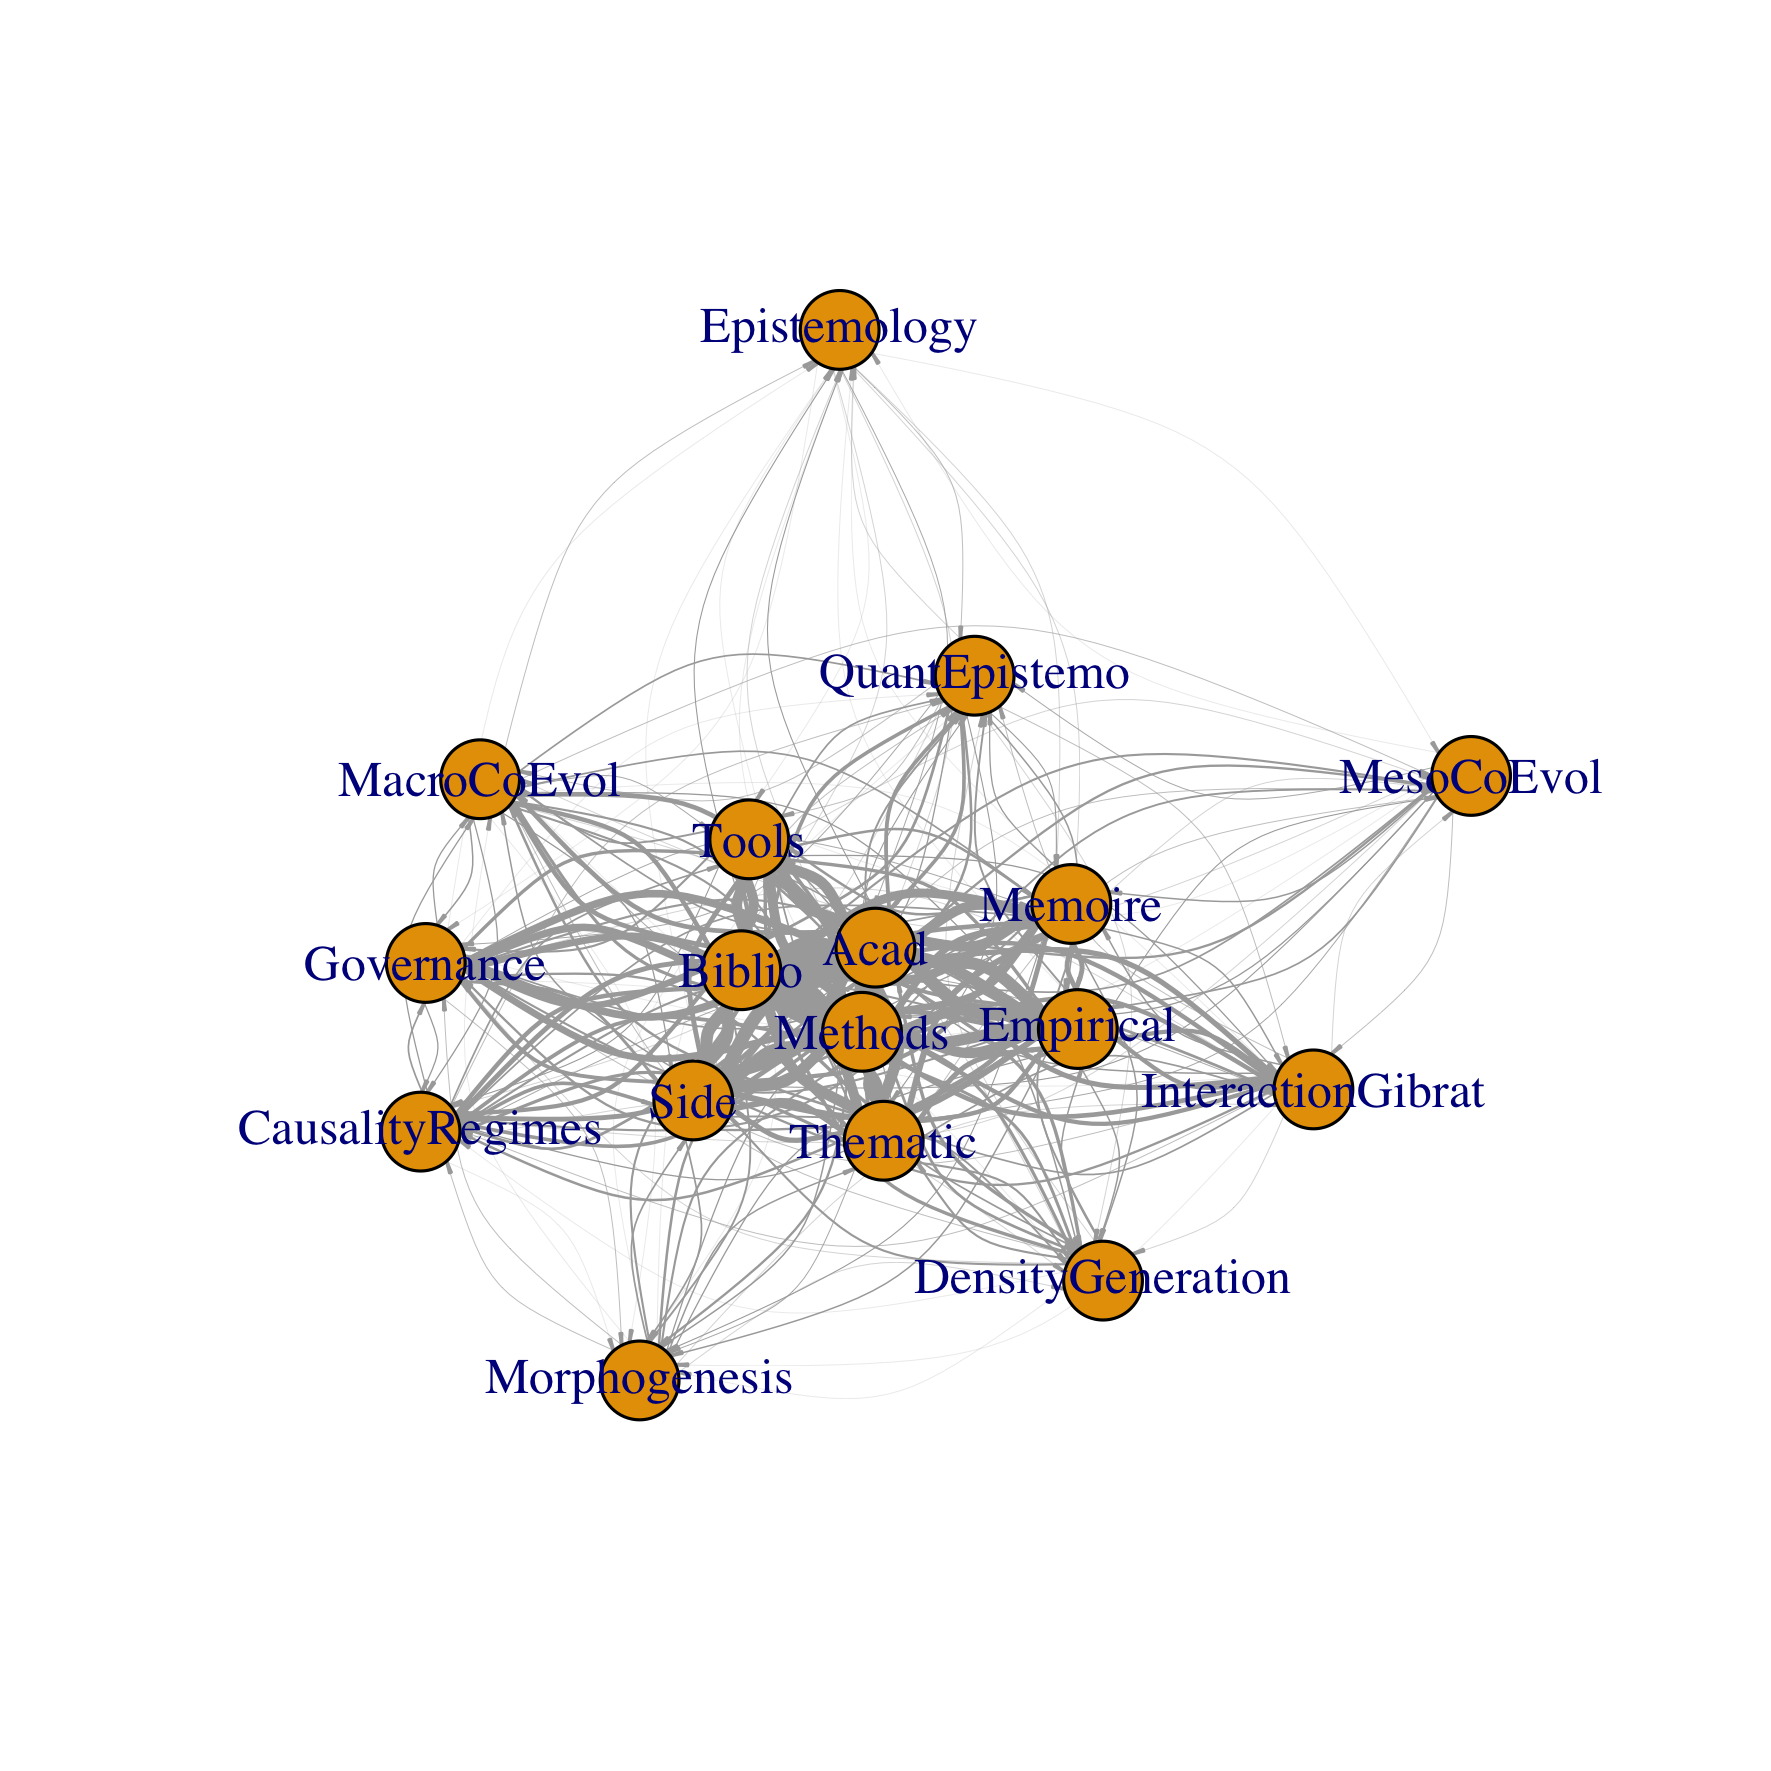 Epistemology
QuantEpistemo
MacroCoEvol
MesoCoEvol
Tools
Memoire
Acad
Governance
Biblio
Methods
Empirical
InteractionGibrat
Side
CausalityRegimes
Thematic
DensityGeneration
Morphogenesis